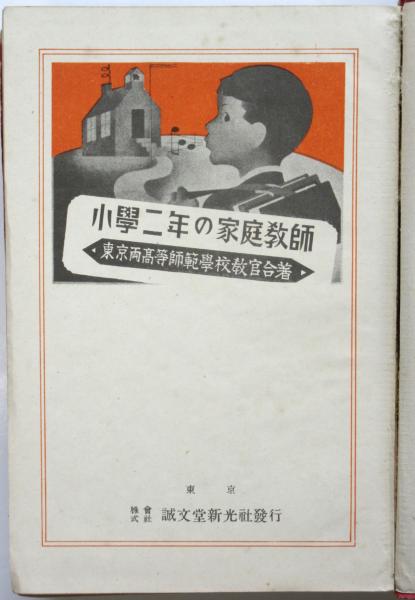 小學二年の家庭教師
東京両高等師範學校教官合著
東京
株式會社 誠文堂新光社發行